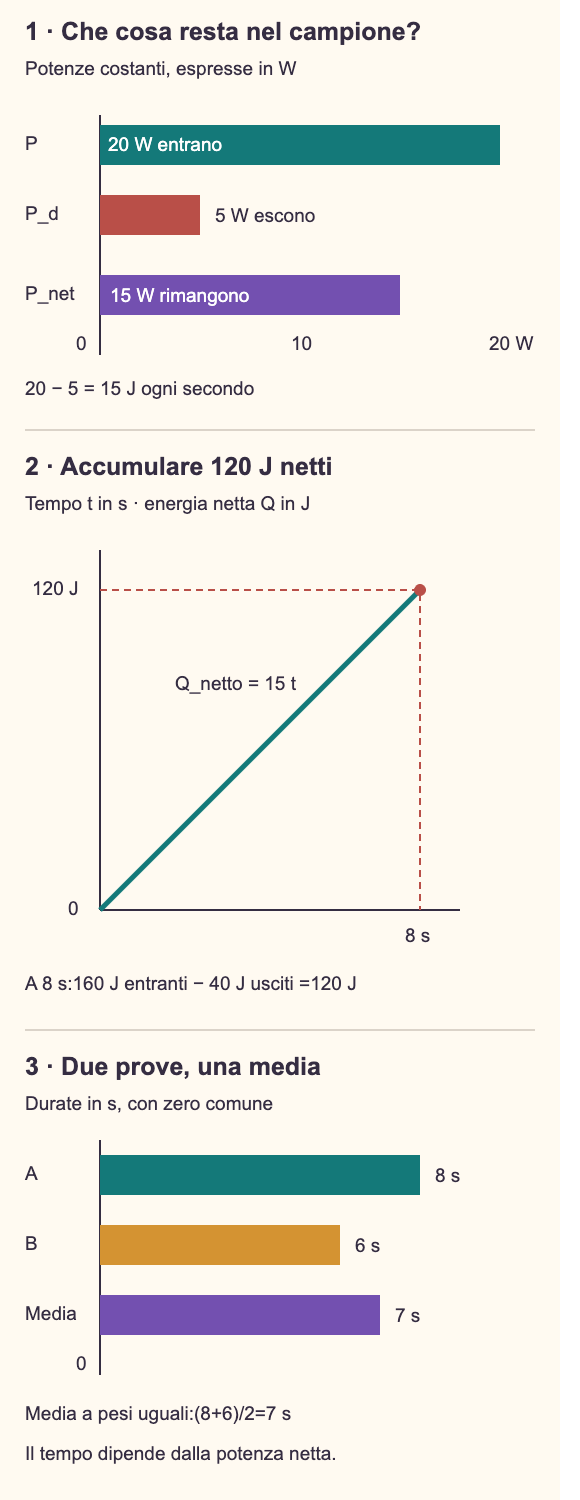 1 · Che cosa resta nel campione?
Potenze costanti, espresse in W
P
20 W entrano
P_d
5 W escono
P_net
15 W rimangono
0
10
20 W
20 − 5 = 15 J ogni secondo
2 · Accumulare 120 J netti
Tempo t in s · energia netta Q in J
120 J
Q_netto = 15 t
0
8 s
A 8 s:160 J entranti − 40 J usciti =120 J
3 · Due prove, una media
Durate in s, con zero comune
A
8 s
B
6 s
Media
7 s
0
Media a pesi uguali:(8+6)/2=7 s
Il tempo dipende dalla potenza netta.